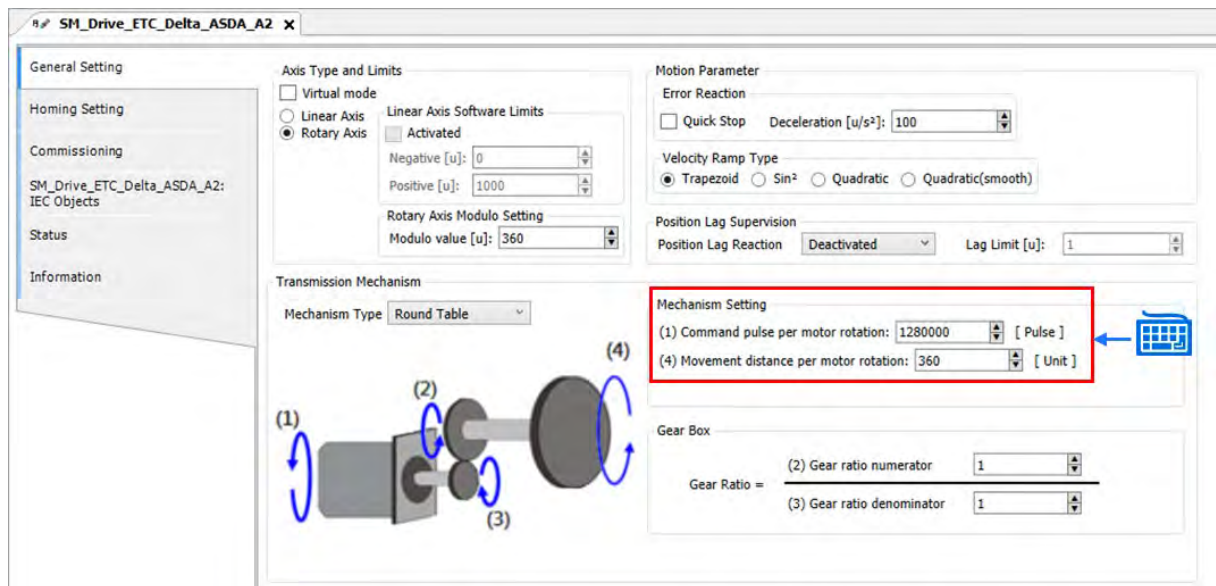 SM_Drive_ETC_Delta_ASDA_A2 X
General Setting
Homing Setting
Commissioning
SM_Drive_ETC_Delta_ASDA_A2:
IEC Objects
Status
Information
Axis Type and Limits
Virtual mode
Linear Axis
Rotary Axis
Linear Axis Software Limits
Activated
Negative [u]: 0
Positive [u]: 1000
Rotary Axis Modulo Setting
Modulo value [u]: 360
Motion Parameter
Error Reaction
Quick Stop Deceleration [u/s²]: 100
Velocity Ramp Type
Trapezoid Sin² Quadratic Quadratic(smooth)
Position Lag Supervision
Position Lag Reaction Deactivated Lag Limit [u]: 1
Transmission Mechanism
Mechanism Type Round Table
(1)
(2)
(3)
(4)
Mechanism Setting
(1) Command pulse per motor rotation: 1280000 [ Pulse ]
(4) Movement distance per motor rotation: 360 [ Unit ]
Gear Box
Gear Ratio =
(2) Gear ratio numerator 1
(3) Gear ratio denominator 1